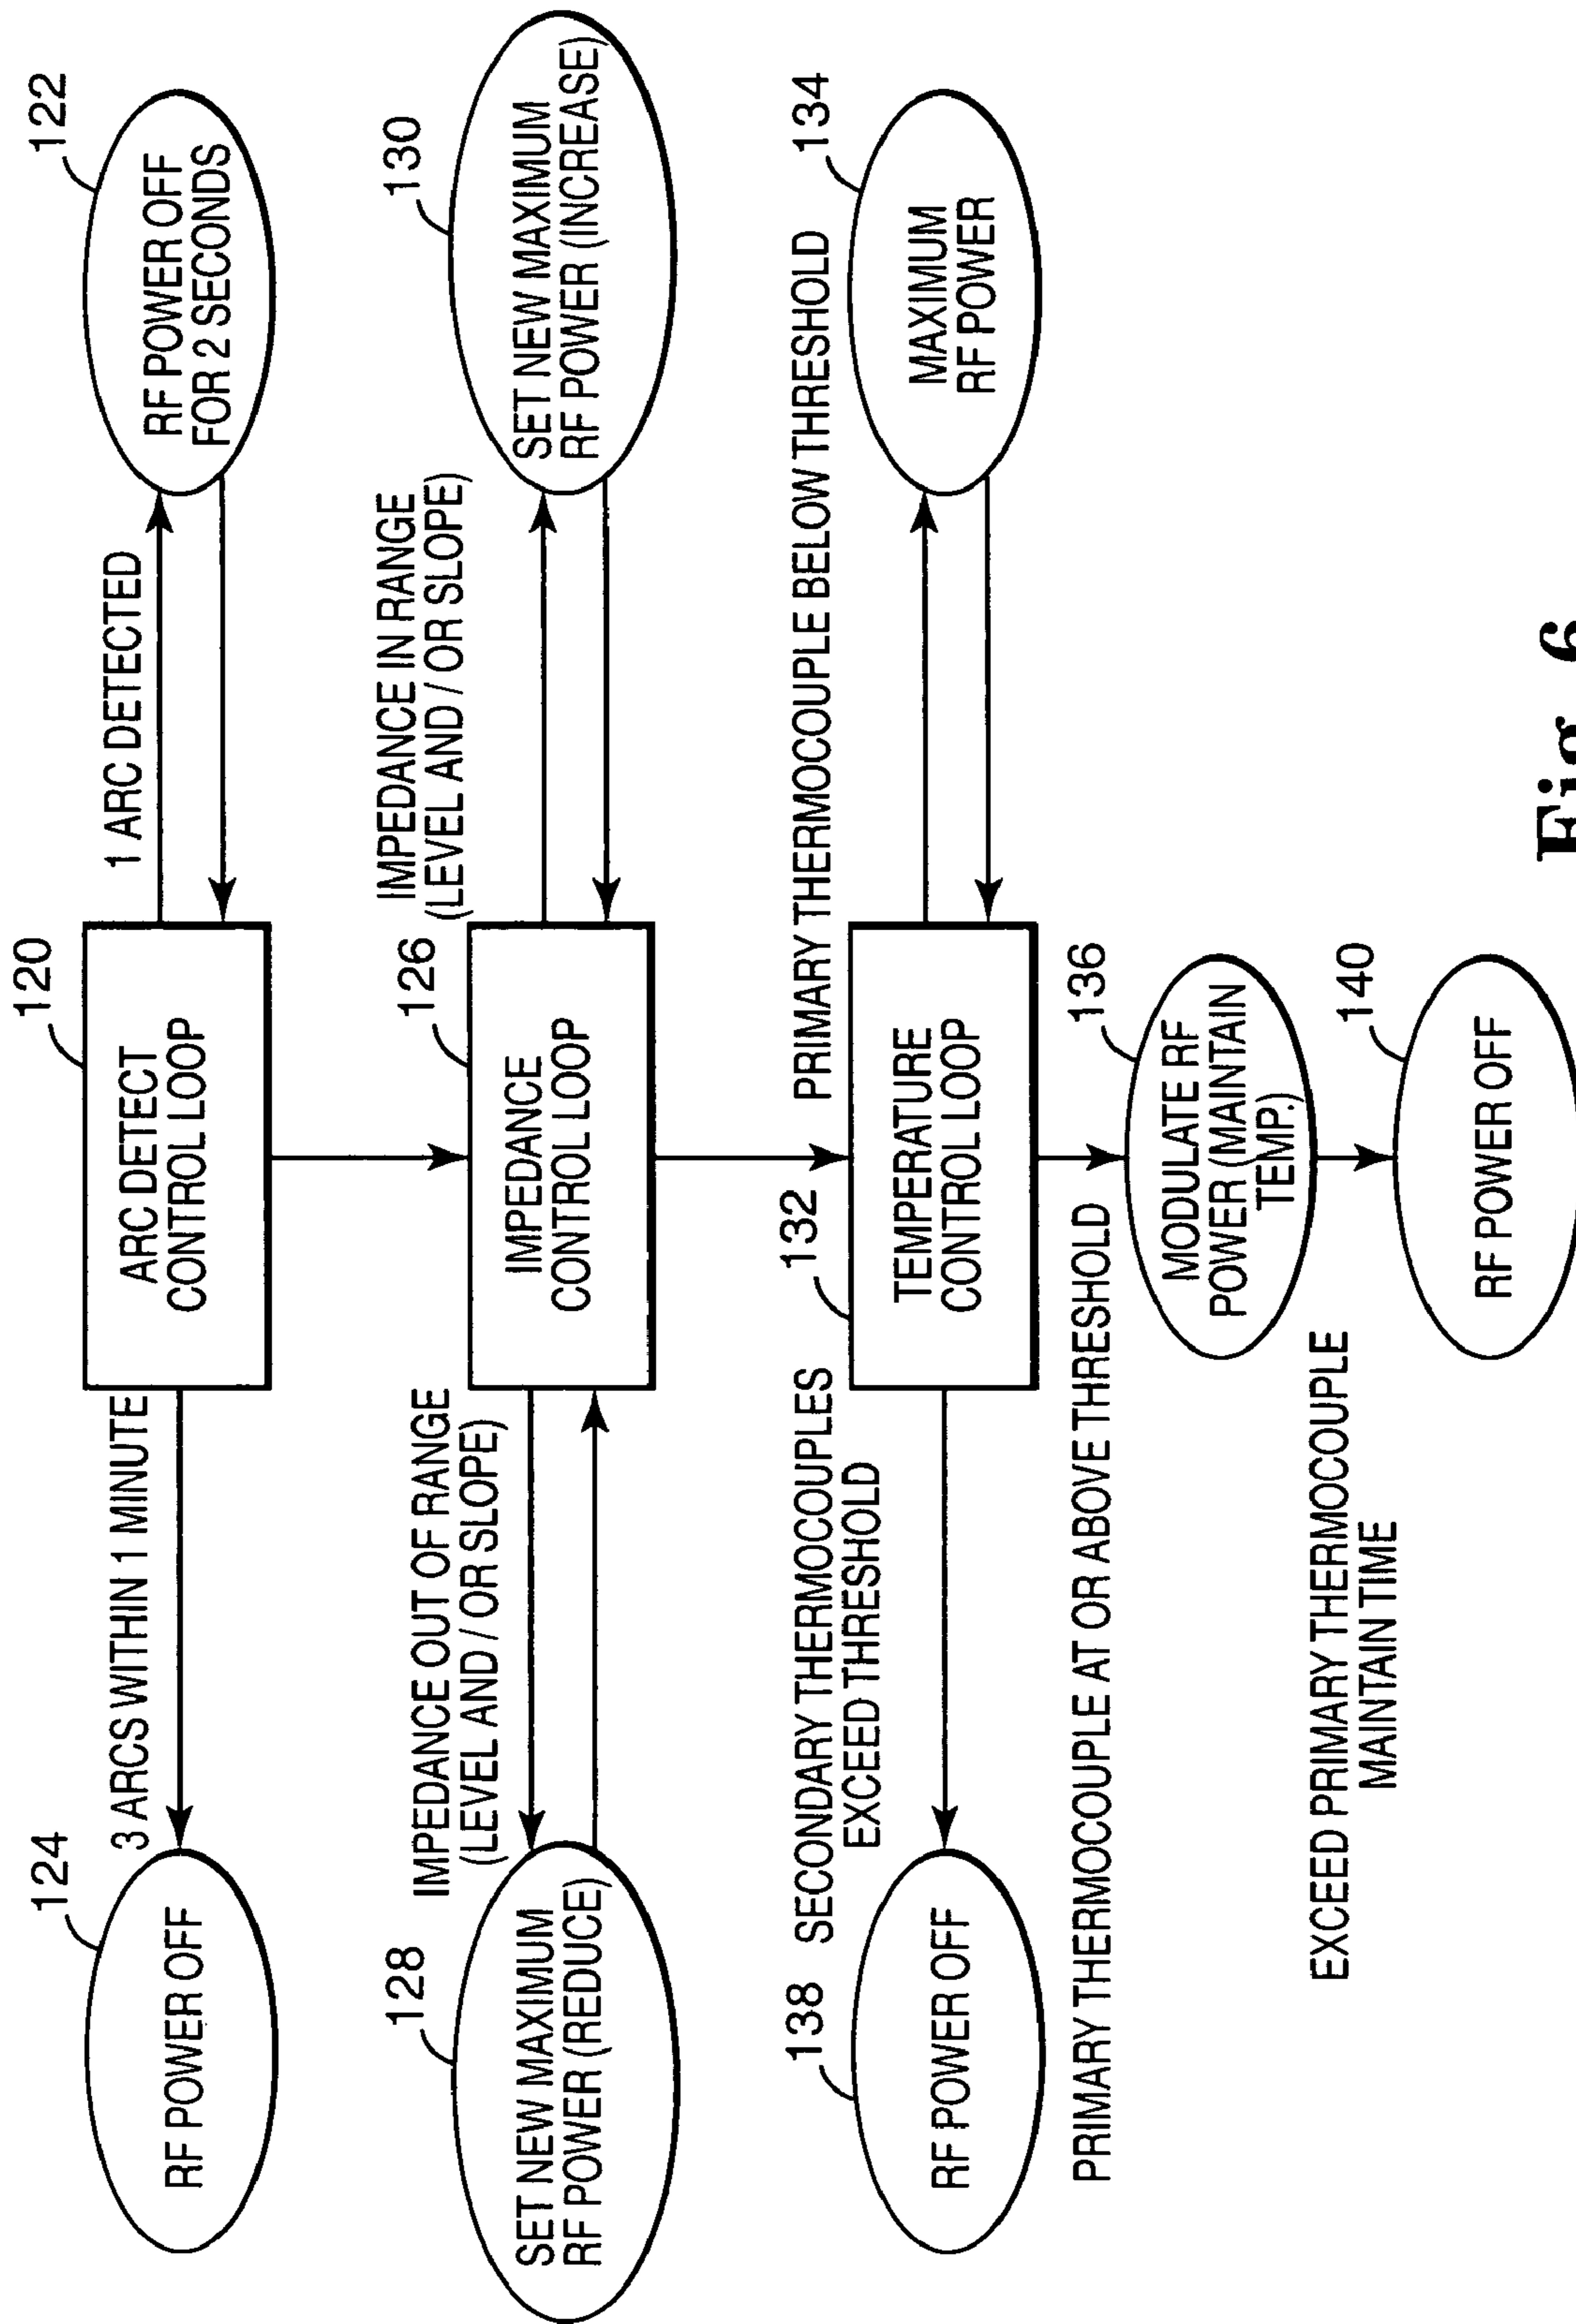 120
122
124
ARC DETECT
CONTROL LOOP
1 ARC DETECTED
RF POWER OFF
FOR 2 SECONDS
3 ARCS WITHIN 1 MINUTE
RF POWER OFF
126
IMPEDANCE
CONTROL LOOP
IMPEDANCE IN RANGE
(LEVEL AND / OR SLOPE)
130
SET NEW MAXIMUM
RF POWER (INCREASE)
IMPEDANCE OUT OF RANGE
(LEVEL AND / OR SLOPE)
128
SET NEW MAXIMUM
RF POWER (REDUCE)
132
TEMPERATURE
CONTROL LOOP
PRIMARY THERMOCOUPLE BELOW THRESHOLD
134
MAXIMUM
RF POWER
SECONDARY THERMOCOUPLES
EXCEED THRESHOLD
138
RF POWER OFF
PRIMARY THERMOCOUPLE AT OR ABOVE THRESHOLD
136
MODULATE RF
POWER (MAINTAIN
TEMP.)
EXCEED PRIMARY THERMOCOUPLE
MAINTAIN TIME
140
RF POWER OFF
Fig. 6